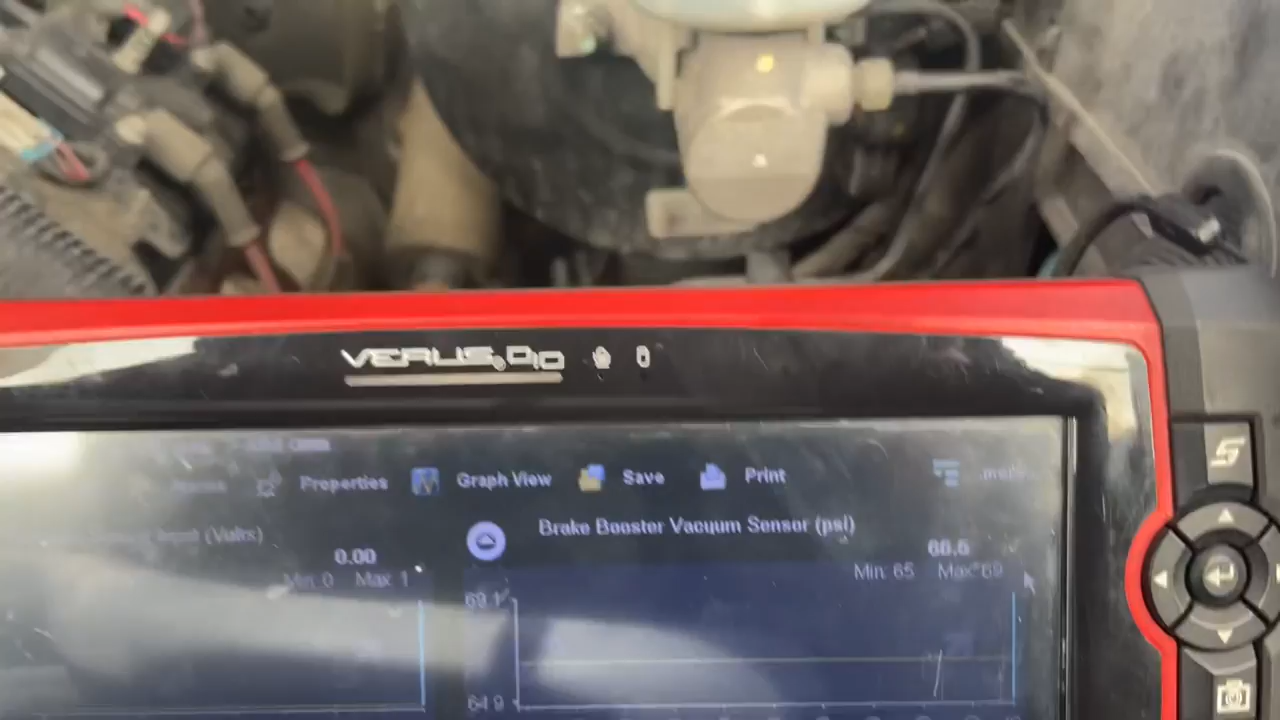 VERUS PRO
Properties Graph View Save Print
(Volts)
0.00
Min: 0 Max: 1
Brake Booster Vacuum Sensor (psi)
Min: 65 Max: 69
69.1
64.9
S